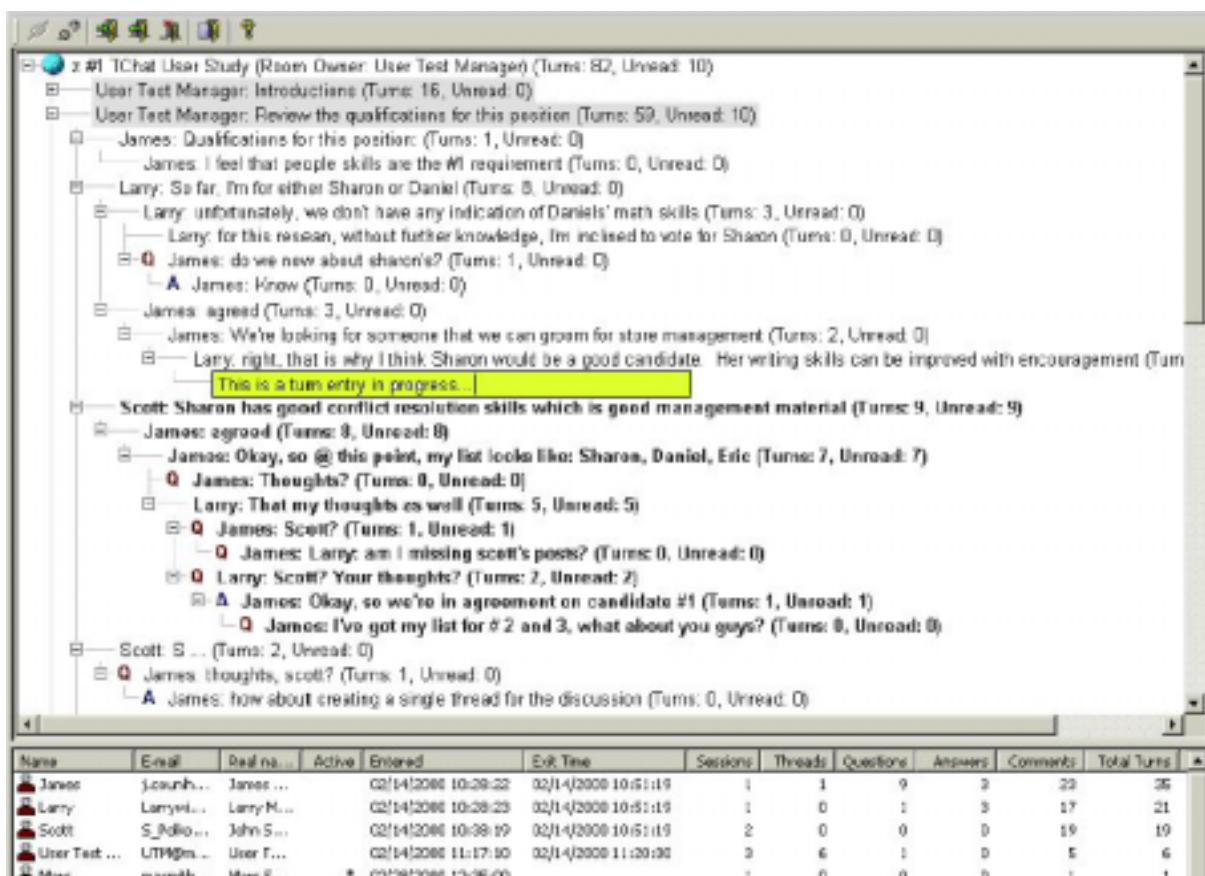 z #1 TChat User Study (Room Owner: User Test Manager) (Turns: 82, Unread: 10)
User Test Manager: Introductions (Turns: 16, Unread: 0)
User Test Manager: Review the qualifications for this position (Turns: 59, Unread: 10)
James: Qualifications for this position: (Turns: 1, Unread: 0)
James: I feel that people skills are the #1 requirement (Turns: 0, Unread: 0)
Larry: So far, I'm for either Sharon or Daniel (Turns: 8, Unread: 0)
Larry: unfortunately, we don't have any indication of Daniels' math skills (Turns: 3, Unread: 0)
Larry: for this resean, without futher knowledge, I'm inclined to vote for Sharon (Turns: 0, Unread: 0)
Q James: do we now about sharon's? (Turns: 1, Unread: 0)
A James: Know (Turns: 0, Unread: 0)
James: agreed (Turns: 3, Unread: 0)
James: We're looking for someone that we can groom for store management (Turns: 2, Unread: 0)
Larry: right, that is why I think Sharon would be a good candidate. Her writing skills can be improved with encouragement (Turn
This is a turn entry in progress...
Scott: Sharon has good conflict resolution skills which is good management material (Turns: 9, Unread: 9)
James: agreed (Turns: 8, Unread: 8)
James: Okay, so @ this point, my list looks like: Sharon, Daniel, Eric (Turns: 7, Unread: 7)
Q James: Thoughts? (Turns: 0, Unread: 0)
Larry: That my thoughts as well (Turns: 5, Unread: 5)
Q James: Scott? (Turns: 1, Unread: 1)
Q James: Larry: am I missing scott's posts? (Turns: 0, Unread: 0)
Q Larry: Scott? Your thoughts? (Turns: 2, Unread: 2)
A James: Okay, so we're in agreement on candidate #1 (Turns: 1, Unread: 1)
Q James: I've got my list for # 2 and 3, what about you guys? (Turns: 0, Unread: 0)
Scott: S ... (Turns: 2, Unread: 0)
Q James: thoughts, scott? (Turns: 1, Unread: 0)
A James: how about creating a single thread for the discussion (Turns: 0, Unread: 0)
Name E-mail Real na... Active Entered Exit Time Sessions Threads Questions Answers Comments Total Turns
James James ... 02/14/2000 10:28:22 02/14/2000 10:51:19 1 1 9 3 23 35
Larry Larry M... 02/14/2000 10:28:23 02/14/2000 10:51:19 1 0 1 3 17 21
Scott John S... 02/14/2000 10:38:19 02/14/2000 10:51:19 2 0 0 0 19 19
User Test ... UTM@m... User T... 02/14/2000 11:17:10 02/14/2000 11:20:30 3 6 1 0 5 6